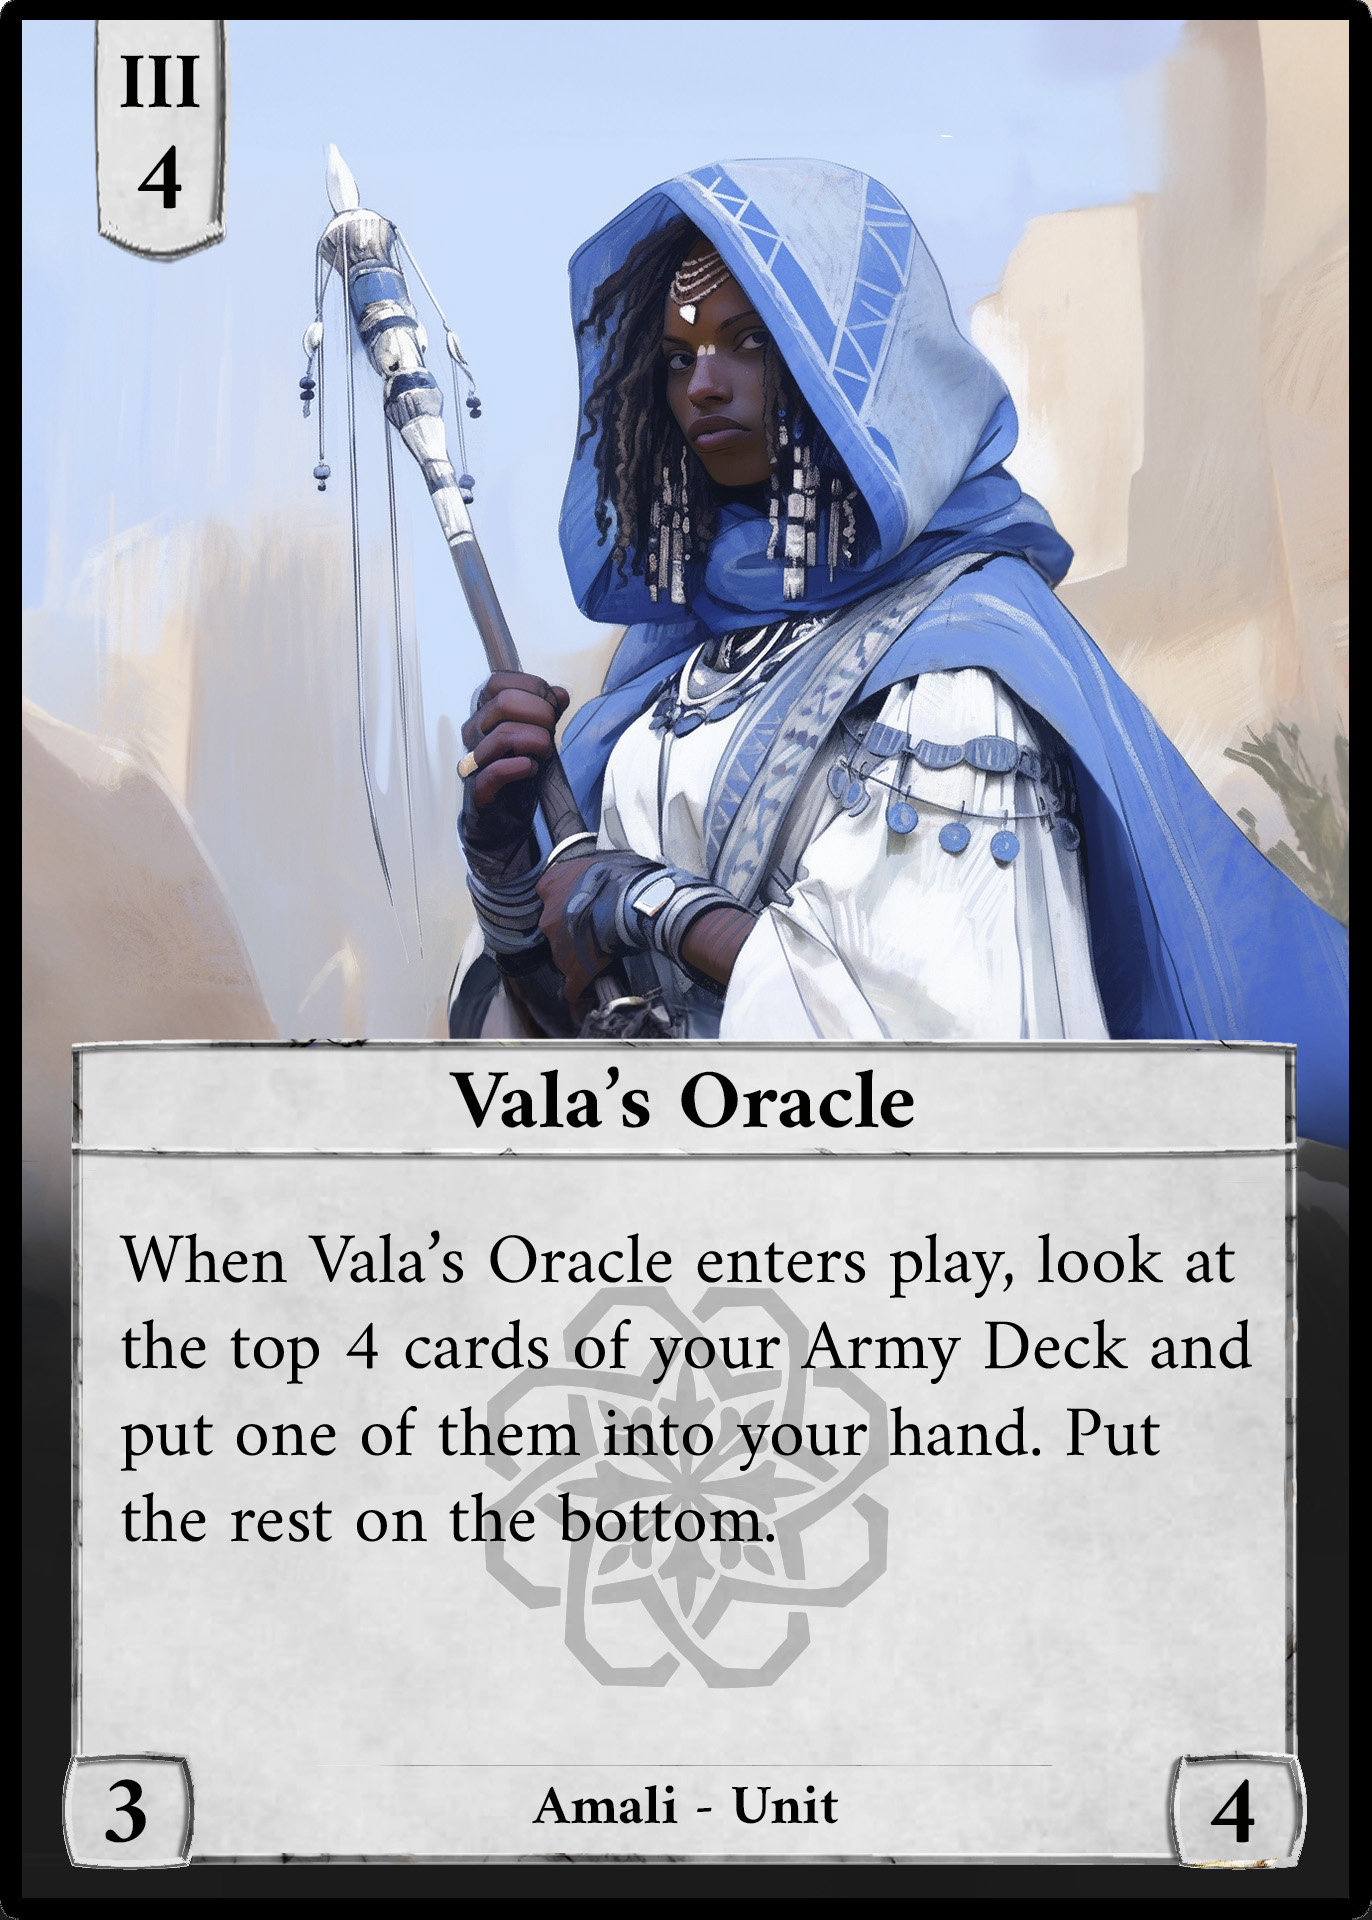 III
4
Vala’s Oracle
When Vala’s Oracle enters play, look at
the top 4 cards of your Army Deck and
put one of them into your hand. Put
the rest on the bottom.
3
Amali - Unit
4